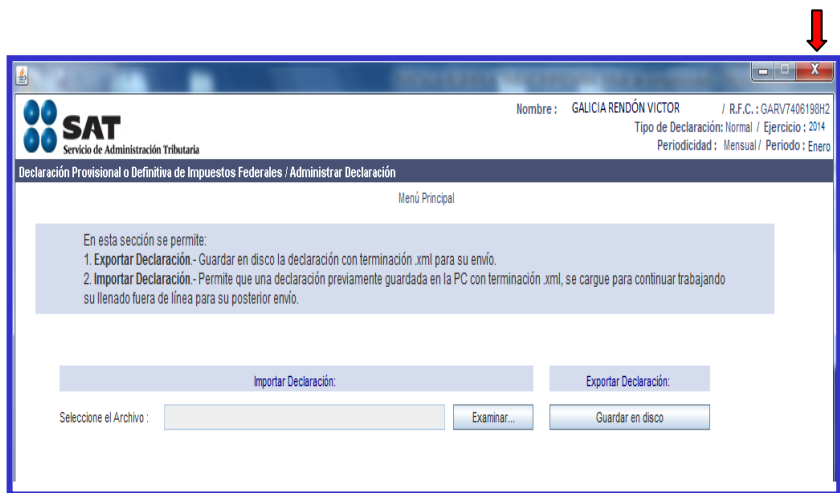 X
Nombre : GALICIA RENDÓN VICTOR / R.F.C. : GARV7406198H2
SAT
Tipo de Declaración: Normal / Ejercicio : 2014
Servicio de Administración Tributaria
Periodicidad : Mensual / Periodo : Enero
Declaración Provisional o Definitiva de Impuestos Federales / Administrar Declaración
Menú Principal
En esta sección se permite:
1. Exportar Declaración.- Guardar en disco la declaración con terminación .xml para su envío.
2. Importar Declaración.- Permite que una declaración previamente guardada en la PC con terminación .xml, se cargue para continuar trabajando
su llenado fuera de línea para su posterior envío.
Importar Declaración: Exportar Declaración:
Seleccione el Archivo : Examinar... Guardar en disco